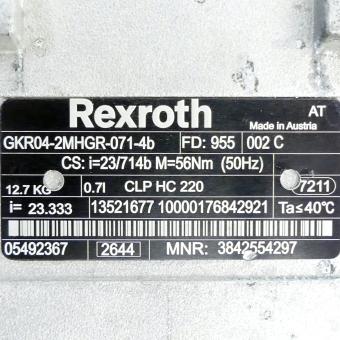 Rexroth
AT
Made in Austria
GKR04-2MHGR-071-4b FD: 955 002 C
CS: i=23/714b M=56Nm (50Hz)
12.7 KG 0.7l CLP HC 220 7211
i= 23.333 13521677 10000176842921 Ta≤40℃
05492367 2644 MNR: 3842554297